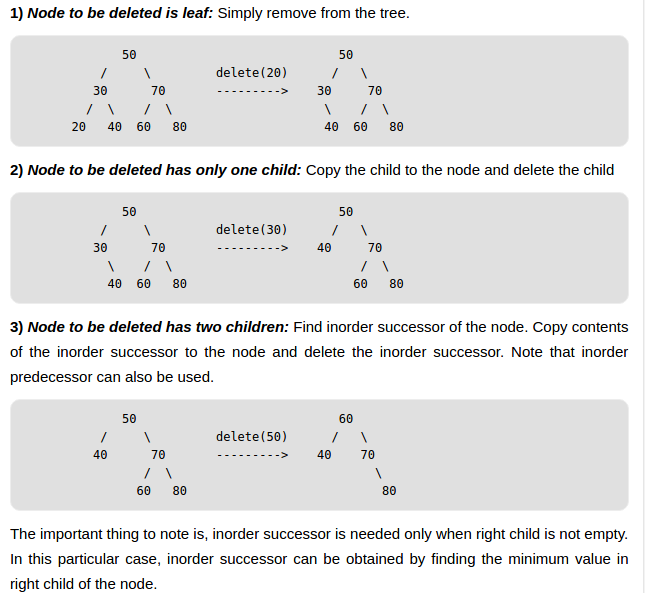 1) Node to be deleted is leaf: Simply remove from the tree.
              50                            50
           /     \         delete(20)      /   \
          30      70       --------->    30     70
         /  \    /  \                     \    /  \
       20   40  60   80                   40  60   80
2) Node to be deleted has only one child: Copy the child to the node and delete the child
              50                            50
           /     \         delete(30)      /   \
          30      70       --------->    40     70
            \    /  \                          /  \
            40  60   80                       60   80
3) Node to be deleted has two children: Find inorder successor of the node. Copy contents
of the inorder successor to the node and delete the inorder successor. Note that inorder
predecessor can also be used.
              50                            60
           /     \         delete(50)      /   \
          40      70       --------->    40    70
                 /  \                            \
                60   80                           80
The important thing to note is, inorder successor is needed only when right child is not empty.
In this particular case, inorder successor can be obtained by finding the minimum value in
right child of the node.